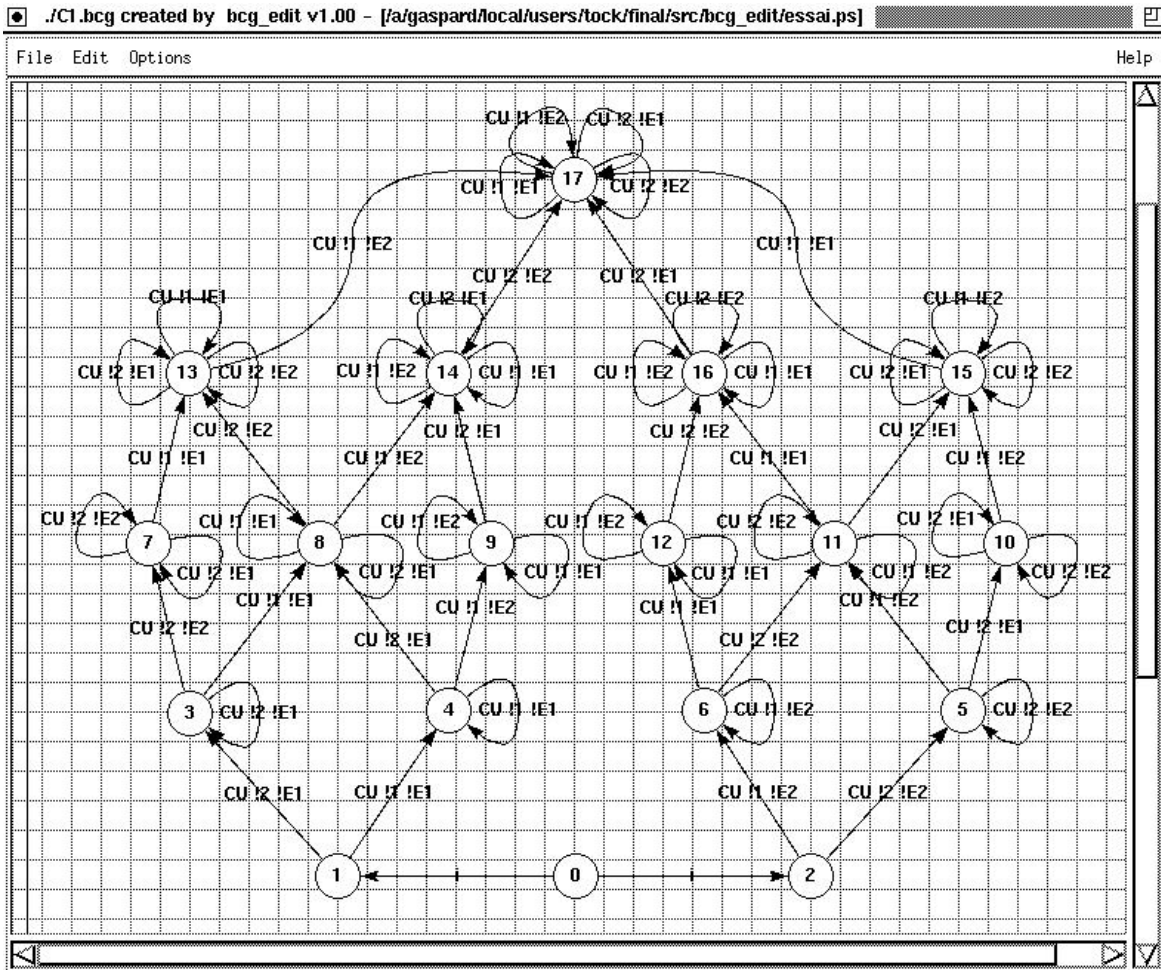 ./C1.bcg created by bcg_edit v1.00 - [/a/gaspard/local/users/tock/final/src/bcg_edit/essai.ps]
File Edit Options Help
CU !1 !E2 CU !2 !E1
CU !1 !E1 17 CU !2 !E2
CU !1 !E2 CU !1 !E1
CU !2 !E2 CU !2 !E1
CU !1 !E1 CU !2 !E1 CU !2 !E2 CU !1 !E2
CU !2 !E1 13 CU !2 !E2 CU !1 !E2 14 CU !1 !E1 CU !1 !E2 16 CU !1 !E1 CU !2 !E1 15 CU !2 !E2
CU !2 !E2 CU !2 !E1 CU !2 !E2 CU !2 !E1
CU !1 !E1 CU !1 !E2 CU !1 !E1 CU !1 !E2
CU !2 !E2 CU !1 !E1 CU !1 !E2 CU !1 !E2 CU !2 !E2 CU !2 !E1
7 8 9 12 11 10
CU !2 !E1 CU !2 !E1 CU !1 !E1 CU !1 !E1 CU !1 !E2 CU !2 !E2
CU !1 !E1 CU !1 !E2 CU !1 !E1 CU !1 !E2
CU !2 !E2 CU !2 !E1 CU !2 !E2 CU !2 !E1
3 CU !2 !E1 4 CU !1 !E1 6 CU !1 !E2 5 CU !2 !E2
CU !2 !E1 CU !1 !E1 CU !1 !E2 CU !2 !E2
1 i 0 i 2